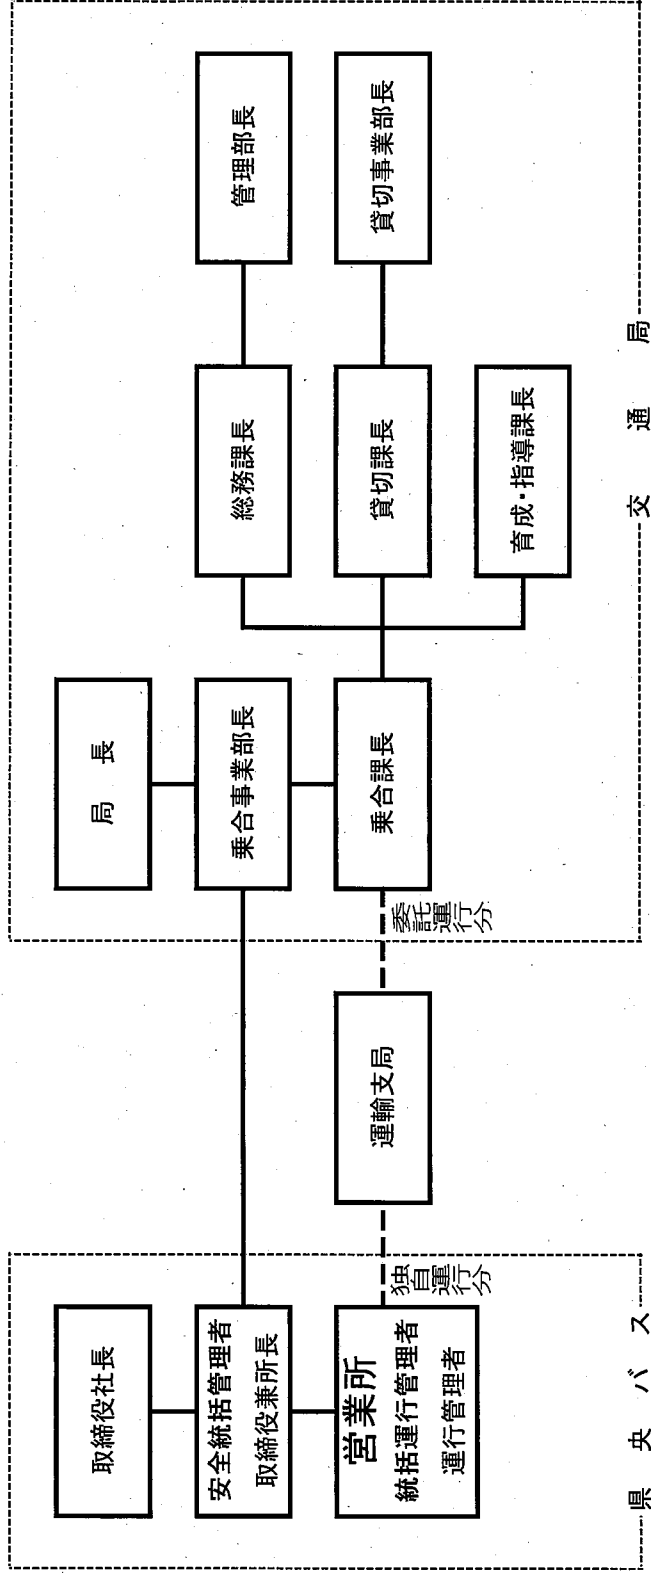 県央バス
取締役社長
安全統括管理者
取締役兼所長
営業所
統括運行管理者
運行管理者
独自運行分
運輸支局
委託運行分
交通局
局長
乗合事業部長
乗合課長
総務課長
貸切課長
育成・指導課長
管理部長
貸切事業部長